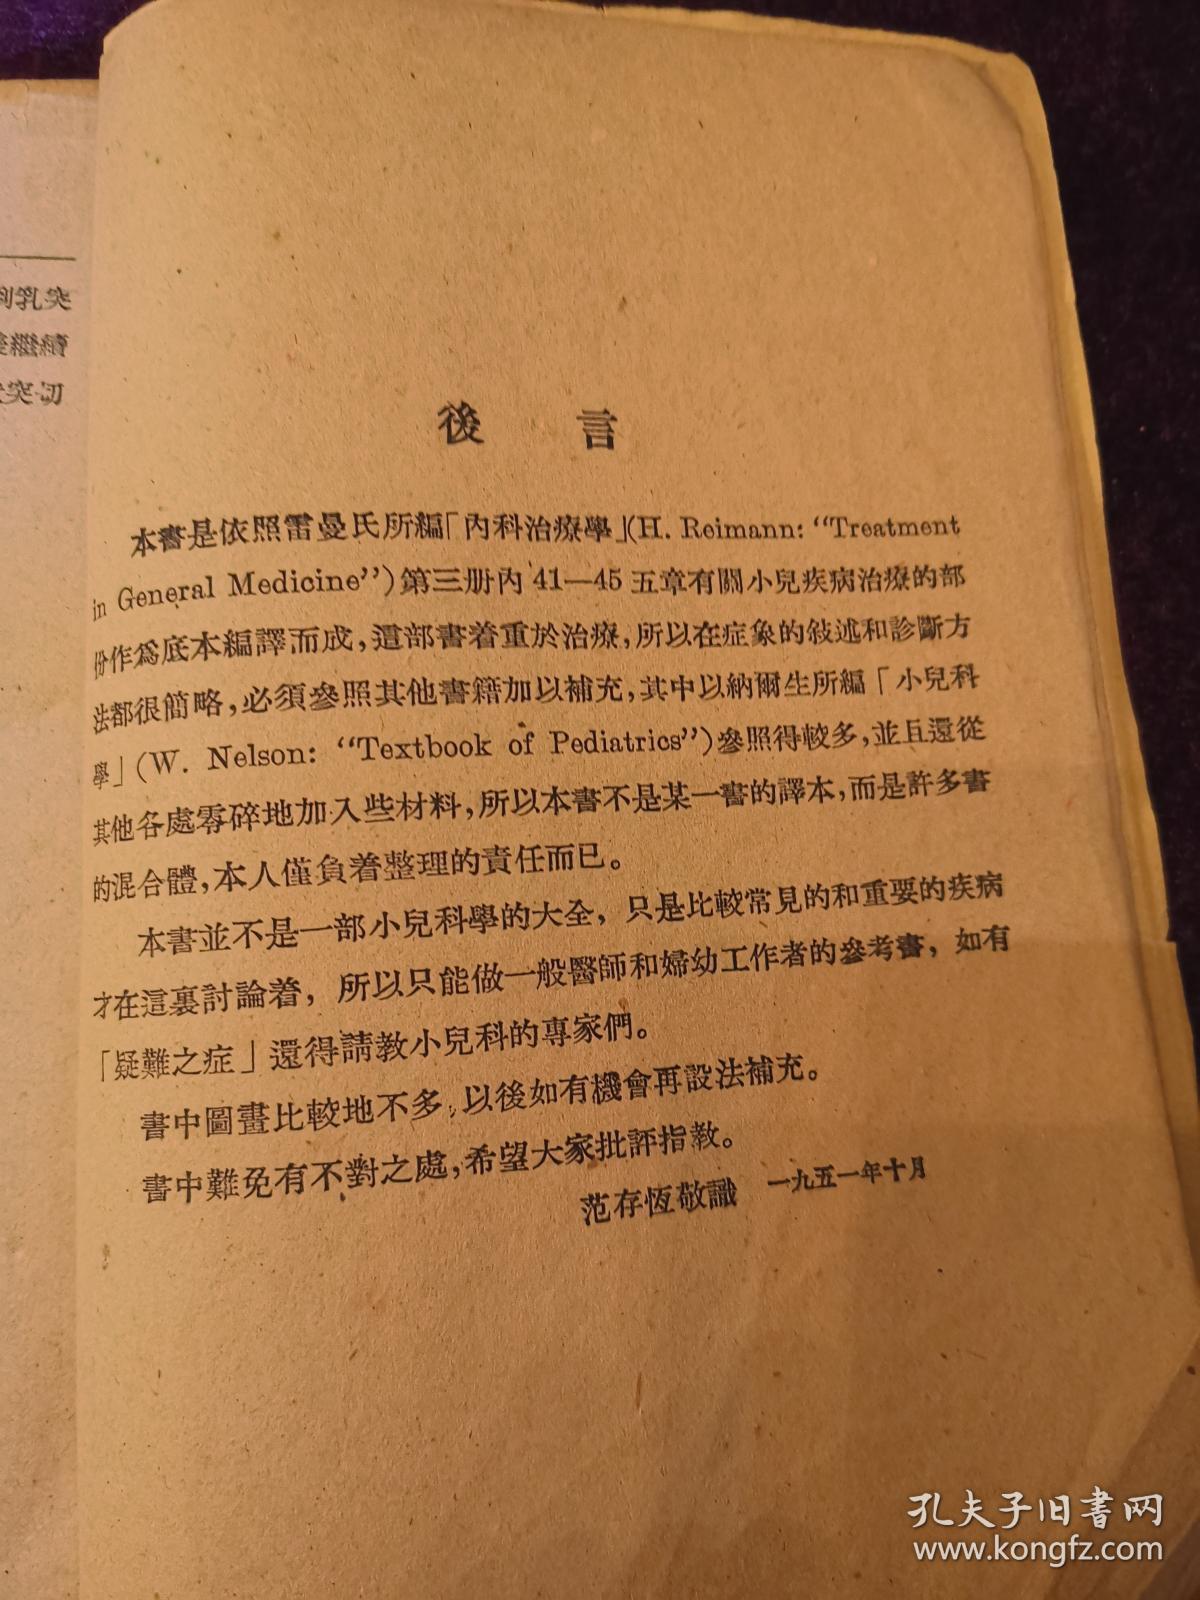 到乳突
繼續
突切
後言
本書是依照雷曼氏所編「內科治療學」(H. Reimann: “Treatment
in General Medicine”)第三册內 41—45 五章有關小兒疾病治療的部
份作爲底本編譯而成，這部書着重於治療，所以在症象的敍述和診斷方
法都很簡略，必須參照其他書籍加以補充，其中以納爾生所編「小兒科
學」(W. Nelson: “Textbook of Pediatrics”)參照得較多，並且還從
其他各處零碎地加入些材料，所以本書不是某一書的譯本，而是許多書
的混合體，本人僅負着整理的責任而已。
本書並不是一部小兒科學的大全，只是比較常見的和重要的疾病
才在這裏討論着，所以只能做一般醫師和婦幼工作者的參考書，如有
「疑難之症」還得請教小兒科的專家們。
書中圖畫比較地不多，以後如有機會再設法補充。
書中難免有不對之處，希望大家批評指敎。
范存恆敬識 一九五一年十月
孔夫子旧书网
www.kongfz.com